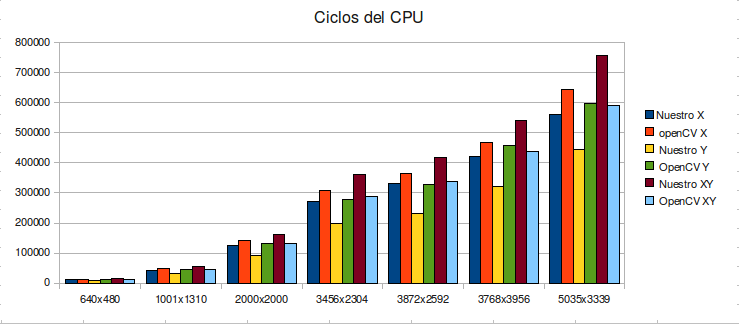 Ciclos del CPU
800000
700000
600000
500000
400000
300000
200000
100000
0
640x480 1001x1310 2000x2000 3456x2304 3872x2592 3768x3956 5035x3339
Nuestro X
openCV X
Nuestro Y
OpenCV Y
Nuestro XY
OpenCV XY